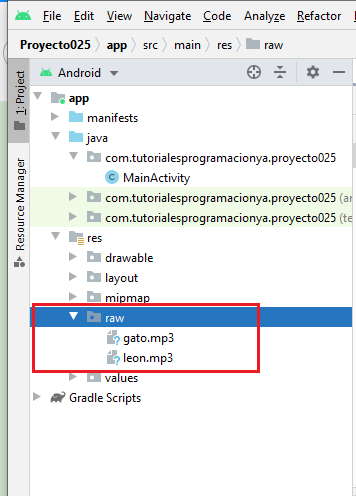 File Edit View Navigate Code Analyze Refactor
Proyecto025 app src main res raw
1: Project
Resource Manager
Android
app
manifests
java
com.tutorialesprogramacionya.proyecto025
MainActivity
com.tutorialesprogramacionya.proyecto025 (an
com.tutorialesprogramacionya.proyecto025 (te
res
drawable
layout
mipmap
raw
gato.mp3
leon.mp3
values
Gradle Scripts